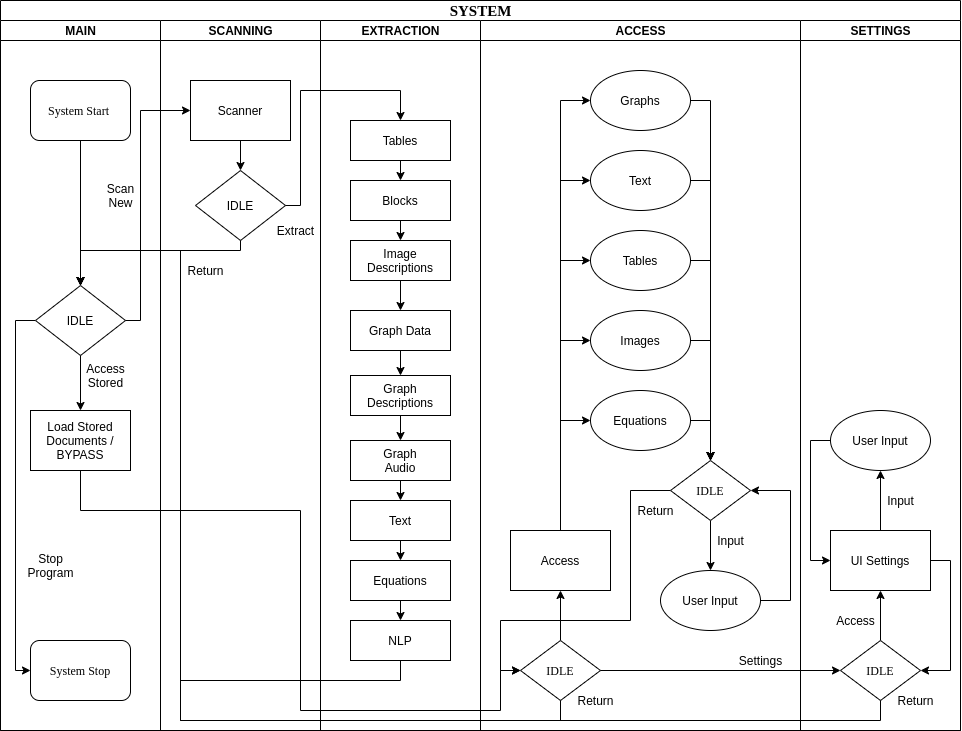 SYSTEM
MAIN
SCANNING
EXTRACTION
ACCESS
SETTINGS
System Start
Scan
New
IDLE
Access
Stored
Load Stored
Documents /
BYPASS
Stop
Program
System Stop
Scanner
IDLE
Extract
Return
Tables
Blocks
Image
Descriptions
Graph Data
Graph
Descriptions
Graph
Audio
Text
Equations
NLP
Graphs
Text
Tables
Images
Equations
IDLE
Return
Input
User Input
Access
IDLE
Return
Settings
User Input
Input
UI Settings
Access
IDLE
Return